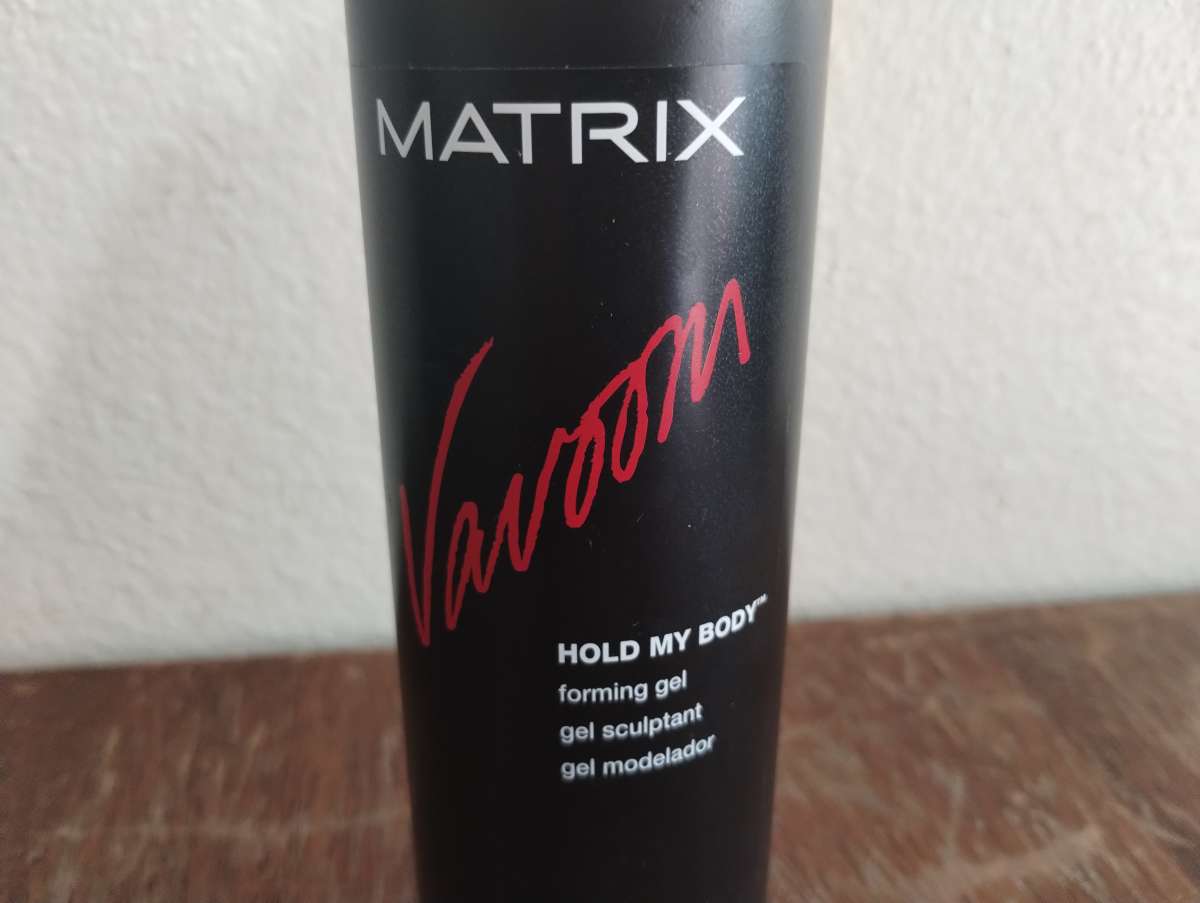 MATRIX
Vavoom
HOLD MY BODY™
forming gel
gel sculptant
gel modelador